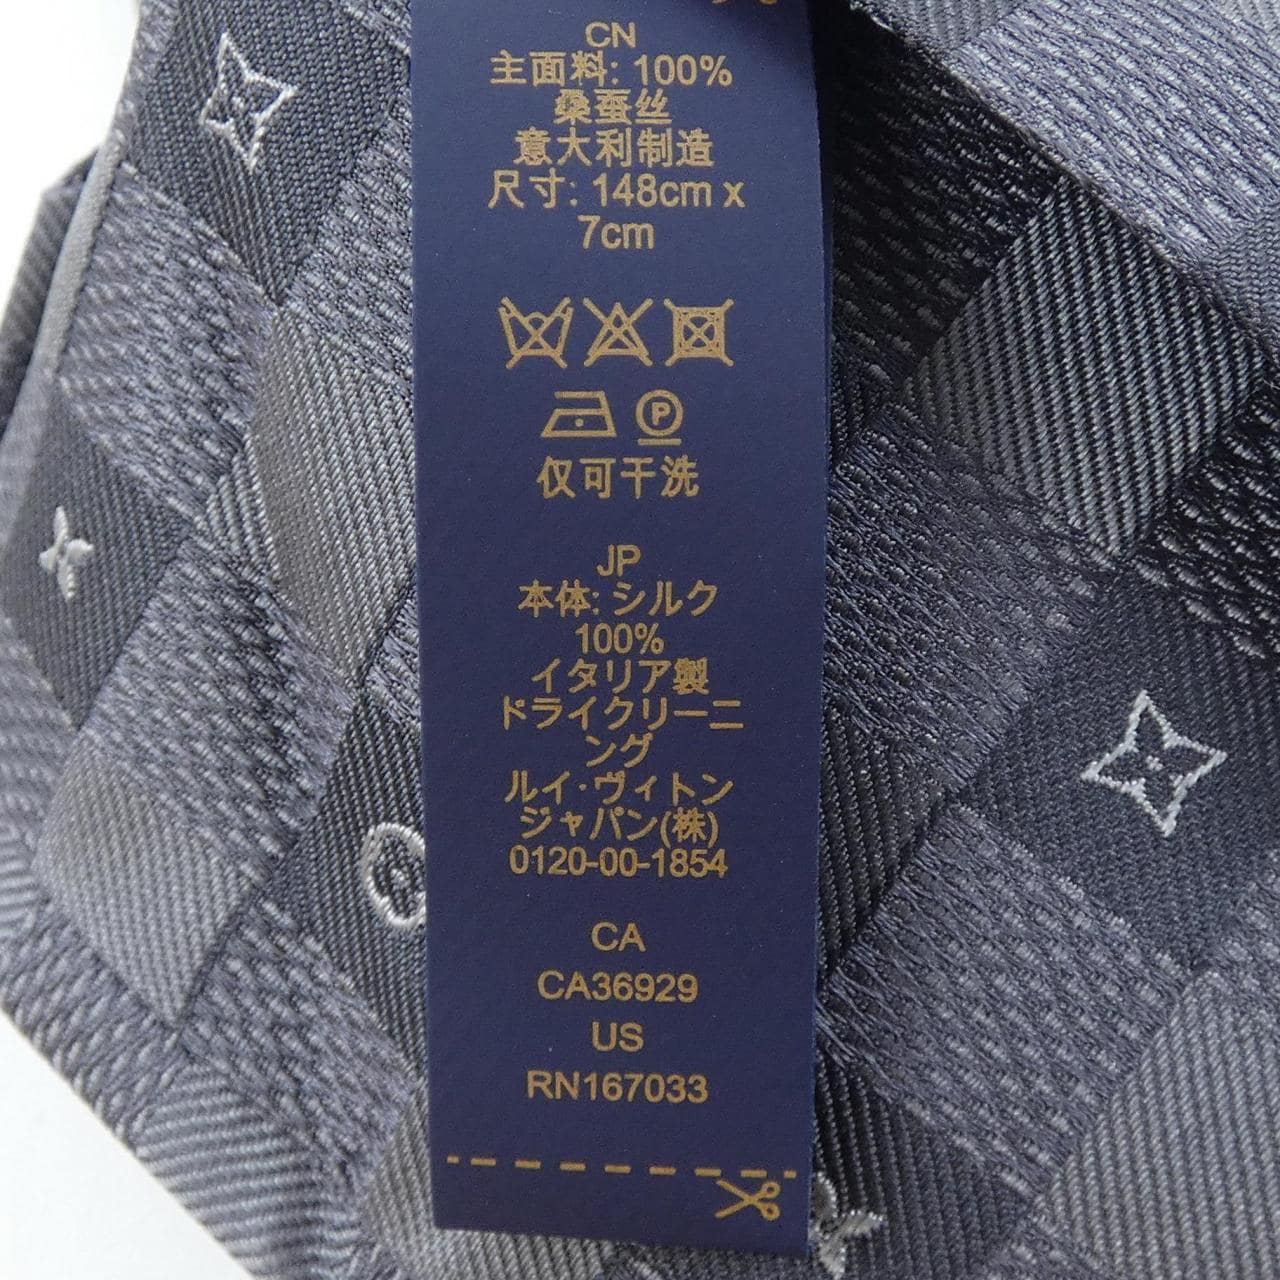 CN
主面料: 100%
桑蚕丝
意大利制造
尺寸: 148cm x
7cm
P
仅可干洗
JP
本体: シルク
100%
イタリア製
ドライクリーニ
ング
ルイ·ヴィトン
ジャパン(株)
0120-00-1854
CA
CA36929
US
RN167033